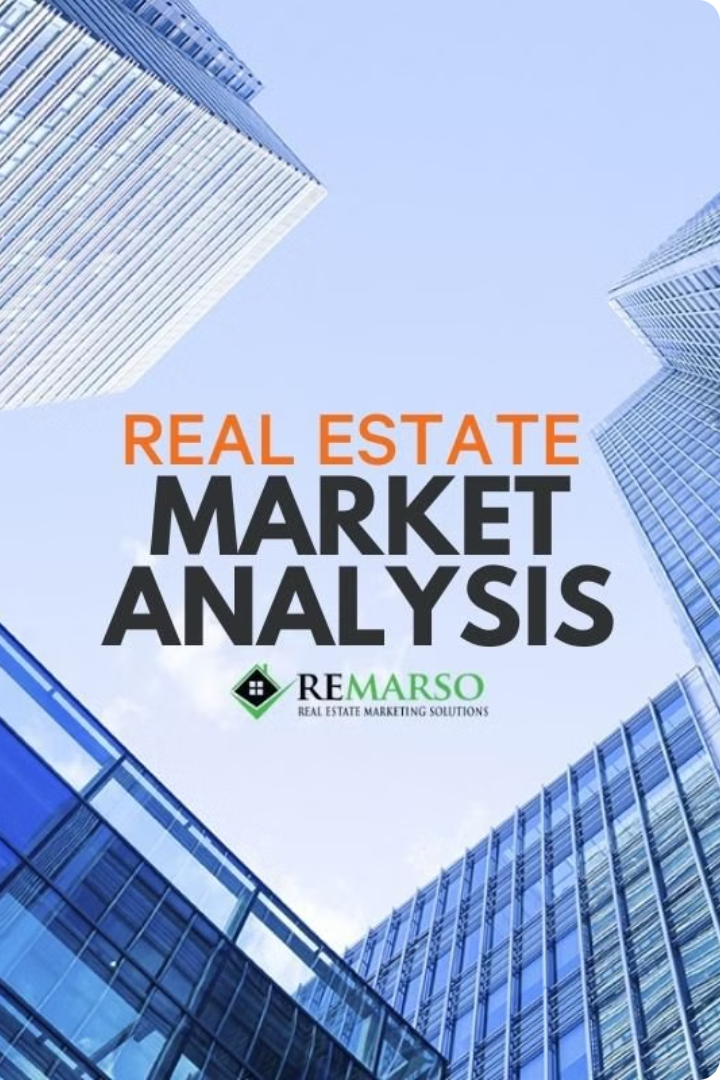 REAL ESTATE
MARKET
ANALYSIS
REMARSO
REAL ESTATE MARKETING SOLUTIONS